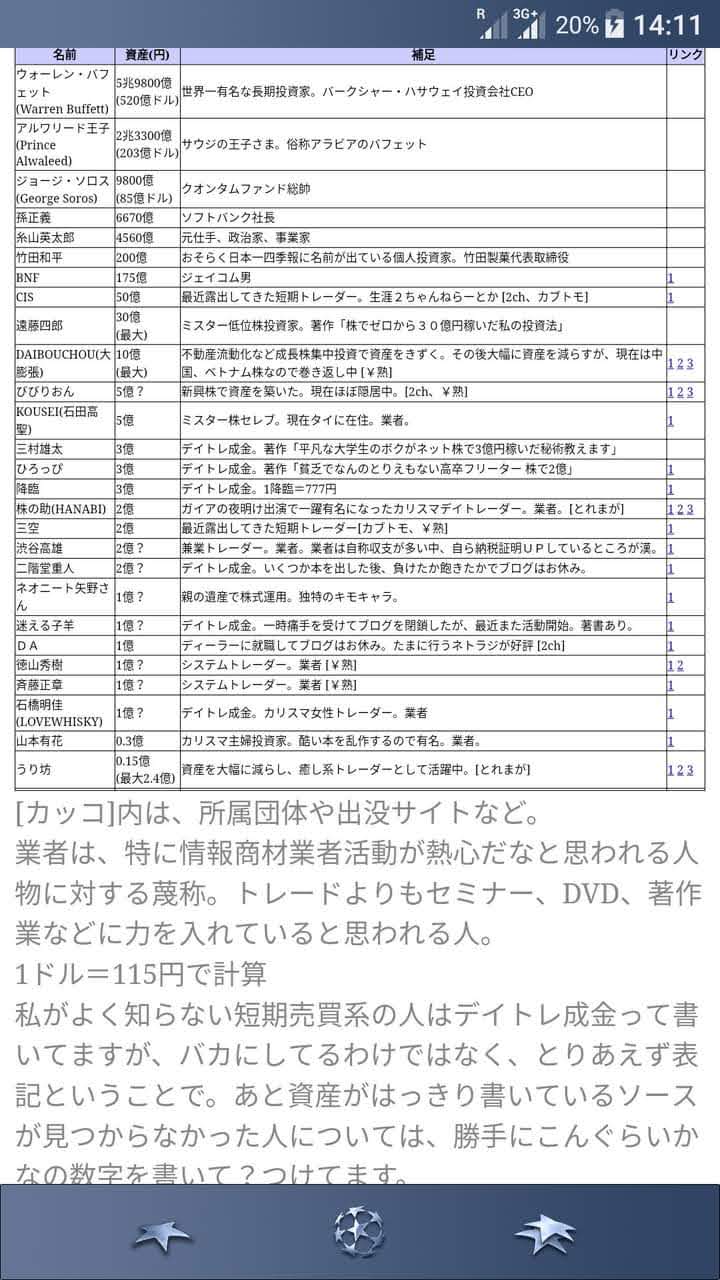 R 3G+ 20% 14:11
名前 資産(円) 補足 リンク
ウォーレン・バフ
ェット
(Warren Buffett)
5兆9800億
(520億ドル)
世界一有名な長期投資家。バークシャー・ハサウェイ投資会社CEO
アルワリード王子
(Prince
Alwaleed)
2兆3300億
(203億ドル)
サウジの王子さま。俗称アラビアのバフェット
ジョージ・ソロス
(George Soros)
9800億
(85億ドル)
クオンタムファンド総帥
孫正義 6670億 ソフトバンク社長
糸山英太郎 4560億 元仕手、政治家、事業家
竹田和平 200億 おそらく日本一四季報に名前が出ている個人投資家。竹田製菓代表取締役
BNF 175億 ジェイコム男 1
CIS 50億 最近露出してきた短期トレーダー。生涯２ちゃんねらーとか [2ch、カブトモ] 1
遠藤四郎
30億
(最大)
ミスター低位株投資家。著作「株でゼロから３０億円稼いだ私の投資法」
DAIBOUCHOU(大
膨張)
10億
(最大)
不動産流動化など成長株集中投資で資産をきずく。その後大幅に資産を減らすが、現在は中
国、ベトナム株なので巻き返し中 [￥熟]
1 2 3
びびりおん 5億？ 新興株で資産を築いた。現在ほぼ隠居中。[2ch、￥熟] 1 2 3
KOUSEI(石田高
聖)
5億 ミスター株セレブ。現在タイに在住。業者。 1
三村雄太 3億 デイトレ成金。著作「平凡な大学生のボクがネット株で3億円稼いだ秘術教えます」
ひろっぴ 3億 デイトレ成金。著作「貧乏でなんのとりえもない高卒フリーター 株で2億」 1
降臨 3億 デイトレ成金。1降臨＝777円 1
株の助(HANABI) 2億 ガイアの夜明け出演で一躍有名になったカリスマデイトレーダー。業者。[とれまが] 1 2 3
三空 2億 最近露出してきた短期トレーダー[カブトモ、￥熟] 1
渋谷高雄 2億？ 兼業トレーダー。業者。業者は自称収支が多い中、自ら納税証明ＵＰしているところが漢。 1
二階堂重人 2億？ デイトレ成金。いくつか本を出した後、負けたか飽きたかでブログはお休み。 1
ネオニート矢野さ
ん
1億？ 親の遺産で株式運用。独特のキモキャラ。 1
迷える子羊 1億？ デイトレ成金。一時痛手を受けてブログを閉鎖したが、最近また活動開始。著書あり。 1
ＤＡ 1億 ディーラーに就職してブログはお休み。たまに行うネトラジが好評 [2ch] 1
徳山秀樹 1億？ システムトレーダー。業者 [￥熟] 1 2
斉藤正章 1億？ システムトレーダー。業者 [￥熟] 1
石橋明佳
(LOVEWHISKY)
1億？ デイトレ成金。カリスマ女性トレーダー。業者 1
山本有花 0.3億 カリスマ主婦投資家。酷い本を乱作するので有名。業者。 1
うり坊
0.15億
(最大2.4億)
資産を大幅に減らし、癒し系トレーダーとして活躍中。[とれまが] 1 2 3
[カッコ]内は、所属団体や出没サイトなど。
業者は、特に情報商材業者活動が熱心だなと思われる人
物に対する蔑称。トレードよりもセミナー、DVD、著作
業などに力を入れていると思われる人。
1ドル＝115円で計算
私がよく知らない短期売買系の人はデイトレ成金って書
いてますが、バカにしてるわけではなく、とりあえず表
記ということで。あと資産がはっきり書いているソース
が見つからなかった人については、勝手にこんぐらいか
なの数字を書いて？つけてます。